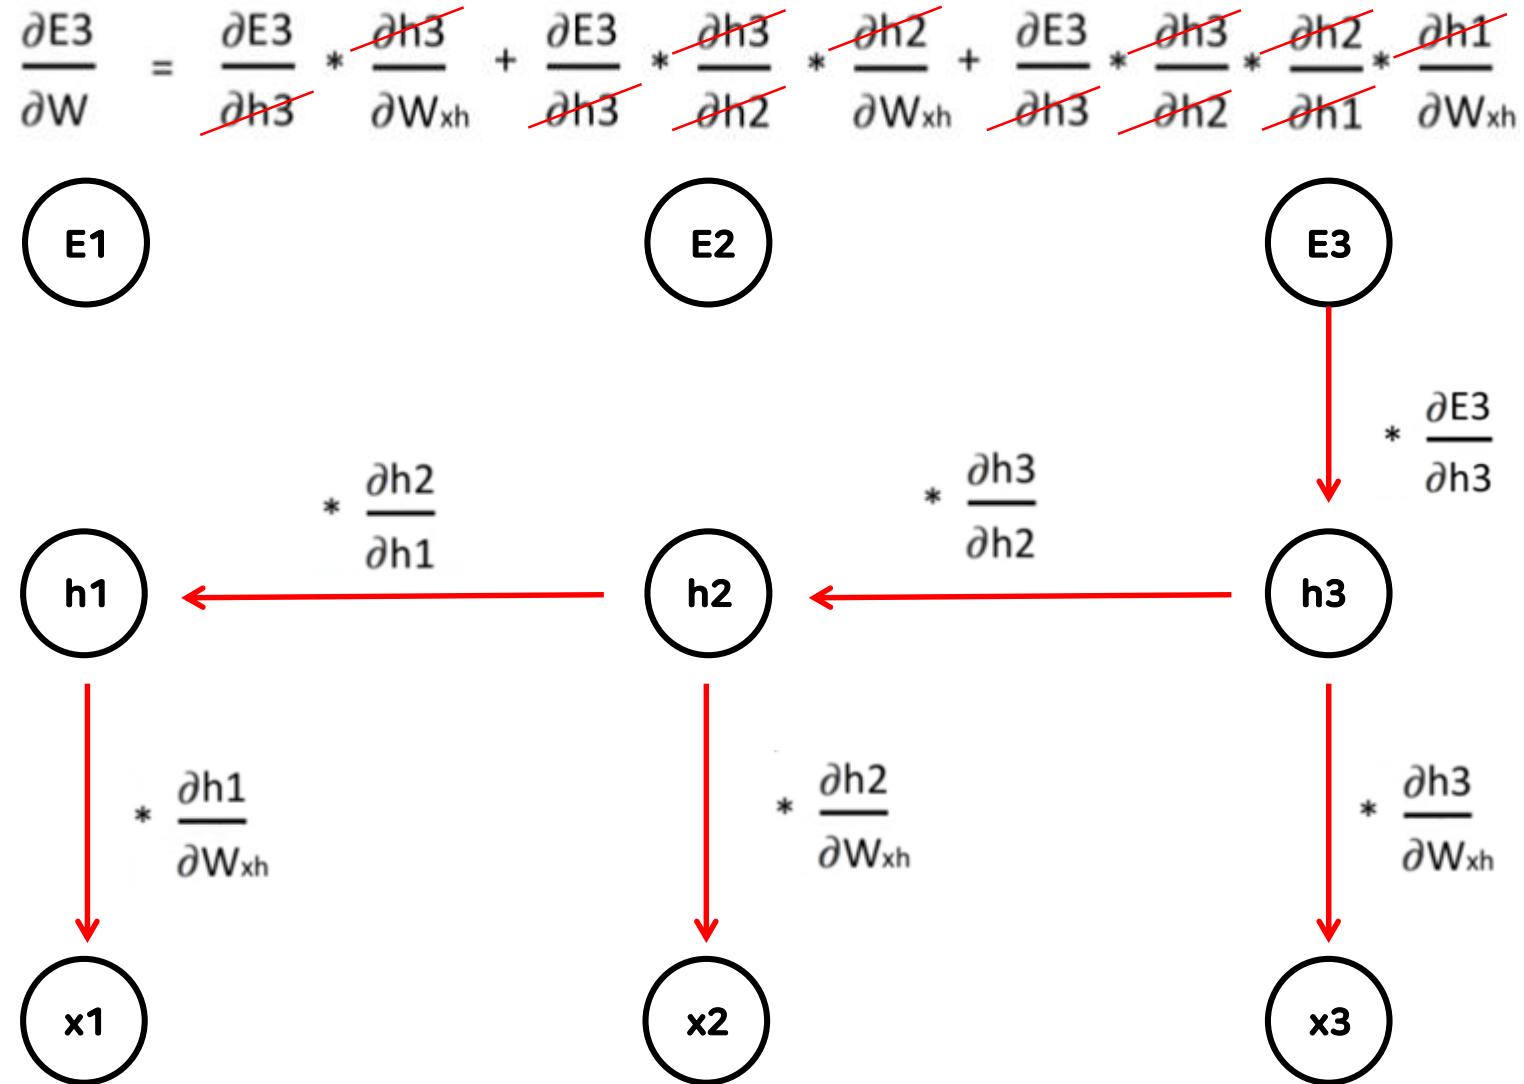 ∂E3/∂W = ∂E3/∂h3 * ∂h3/∂Wxh + ∂E3/∂h3 * ∂h3/∂h2 * ∂h2/∂Wxh + ∂E3/∂h3 * ∂h3/∂h2 * ∂h2/∂h1 * ∂h1/∂Wxh
E1 E2 E3
* ∂E3/∂h3
* ∂h2/∂h1 * ∂h3/∂h2
h1 h2 h3
* ∂h1/∂Wxh * ∂h2/∂Wxh * ∂h3/∂Wxh
x1 x2 x3